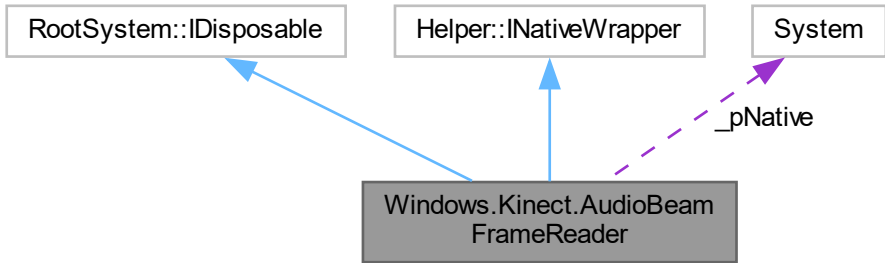 RootSystem::IDisposable
Helper::INativeWrapper
System
_pNative
Windows.Kinect.AudioBeam
FrameReader